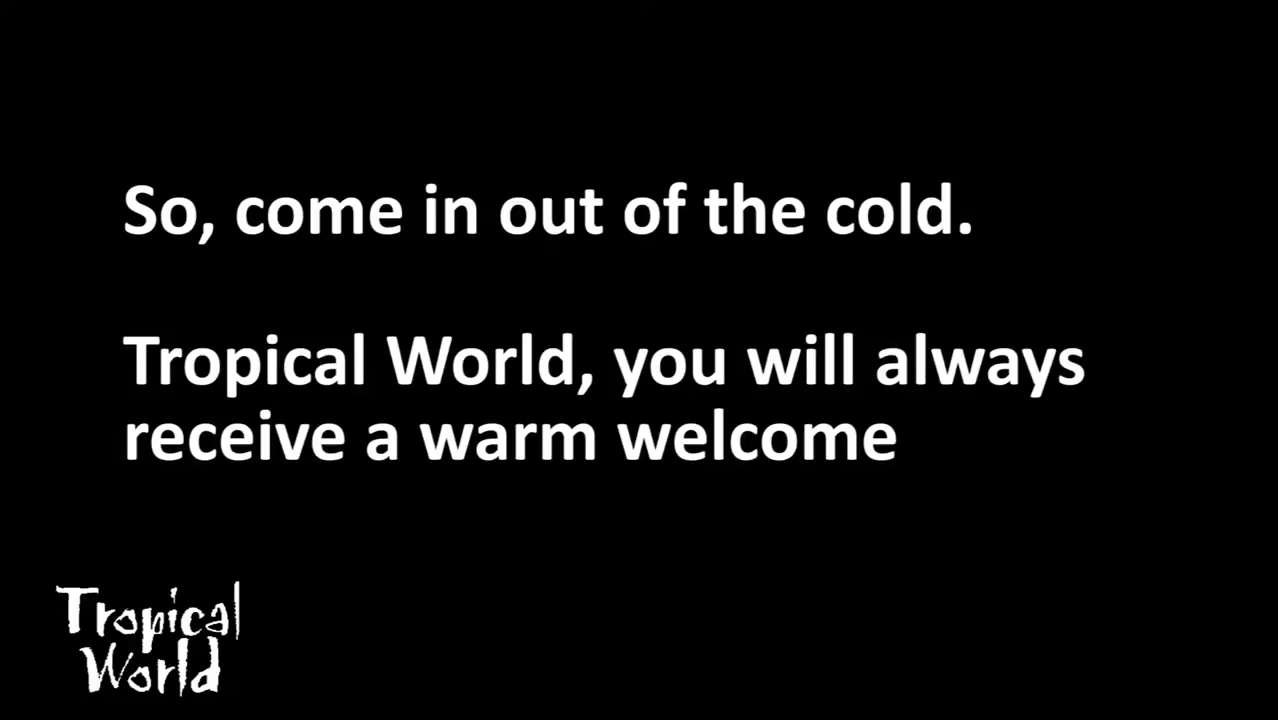 So, come in out of the cold.
Tropical World, you will always
receive a warm welcome
Tropical
World